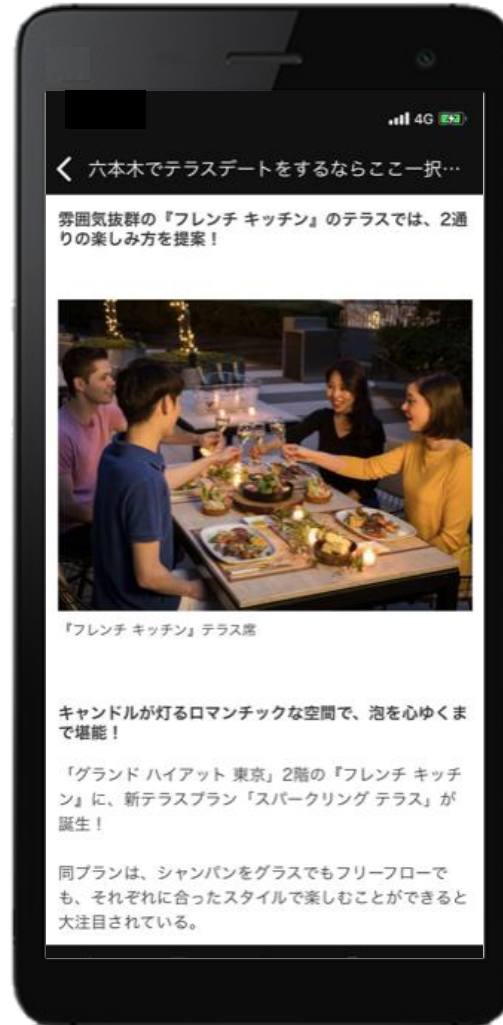 4G
六本木でテラスデートをするならここ一択…
雰囲気抜群の『フレンチ キッチン』のテラスでは、2通
りの楽しみ方を提案！
『フレンチ キッチン』テラス席
キャンドルが灯るロマンチックな空間で、泡を心ゆくま
で堪能！
「グランド ハイアット 東京」2階の『フレンチ キッチ
ン』に、新テラスプラン「スパークリング テラス」が
誕生！
同プランは、シャンパンをグラスでもフリーフローで
も、それぞれに合ったスタイルで楽しむことができると
大注目されている。